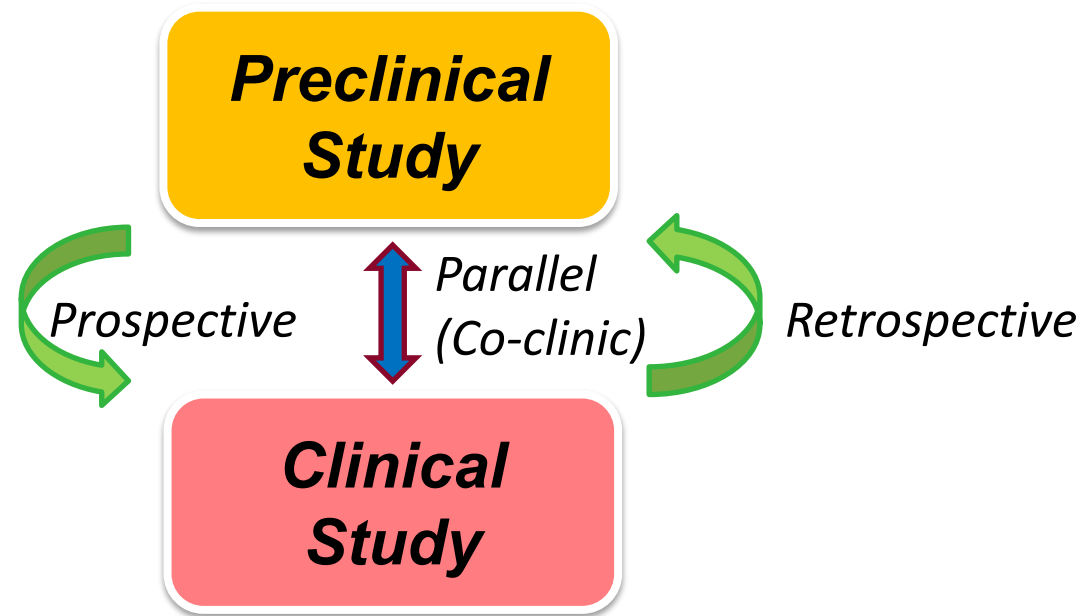 Preclinical
Study
Prospective
Parallel
(Co-clinic)
Retrospective
Clinical
Study